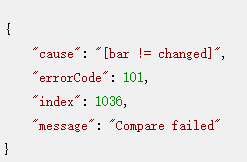 {
    "cause": "[bar != changed]",
    "errorCode": 101,
    "index": 1036,
    "message": "Compare failed"
}